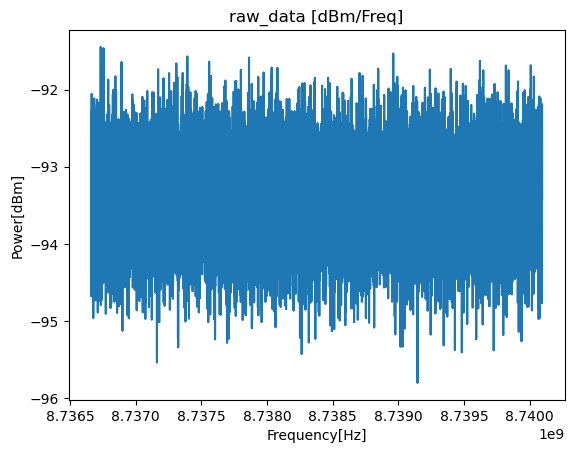 raw_data [dBm/Freq]
Power[dBm]
−92
−93
−94
−95
−96
8.7365 8.7370 8.7375 8.7380 8.7385 8.7390 8.7395 8.7400
1e9
Frequency[Hz]